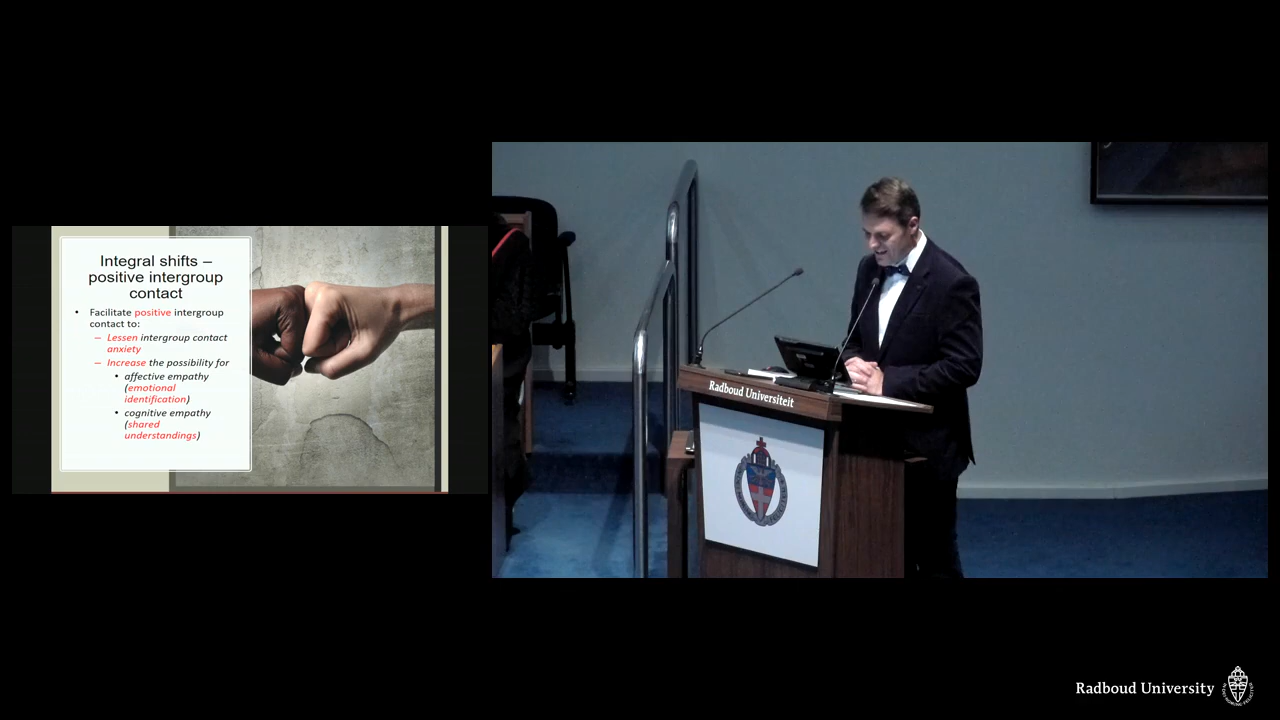 Integral shifts –
positive intergroup
contact
• Facilitate positive intergroup
contact to:
– Lessen intergroup contact
anxiety
– Increase the possibility for
• affective empathy
(emotional
identification)
• cognitive empathy
(shared
understandings)
Radboud Universiteit
Radboud University